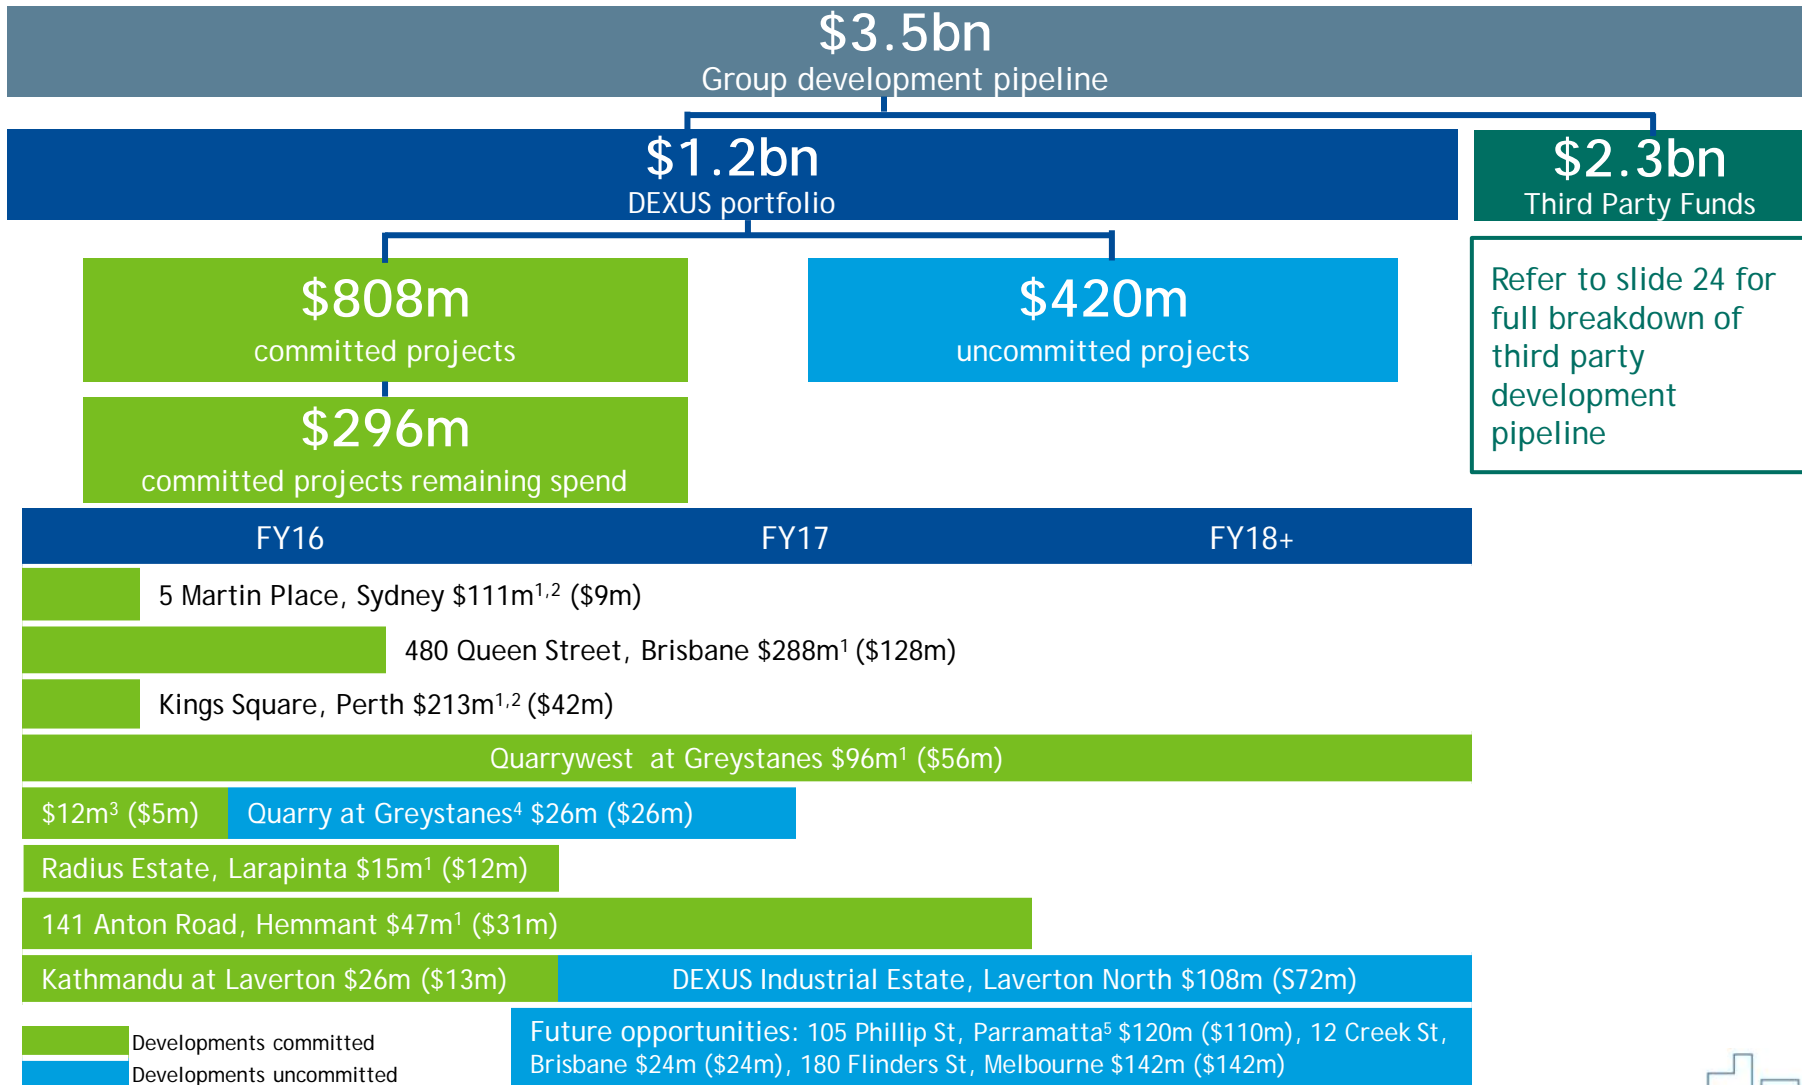 $3.5bn
Group development pipeline
$1.2bn
DEXUS portfolio
$2.3bn
Third Party Funds
$808m
committed projects
$420m
uncommitted projects
Refer to slide 24 for
full breakdown of
third party
development
pipeline
$296m
committed projects remaining spend
FY16 FY17 FY18+
5 Martin Place, Sydney $111m¹,² ($9m)
480 Queen Street, Brisbane $288m¹ ($128m)
Kings Square, Perth $213m¹,² ($42m)
Quarrywest at Greystanes $96m¹ ($56m)
$12m³ ($5m) Quarry at Greystanes⁴ $26m ($26m)
Radius Estate, Larapinta $15m¹ ($12m)
141 Anton Road, Hemmant $47m¹ ($31m)
Kathmandu at Laverton $26m ($13m) DEXUS Industrial Estate, Laverton North $108m (S72m)
Future opportunities: 105 Phillip St, Parramatta⁵ $120m ($110m), 12 Creek St,
Brisbane $24m ($24m), 180 Flinders St, Melbourne $142m ($142m)
Developments committed
Developments uncommitted